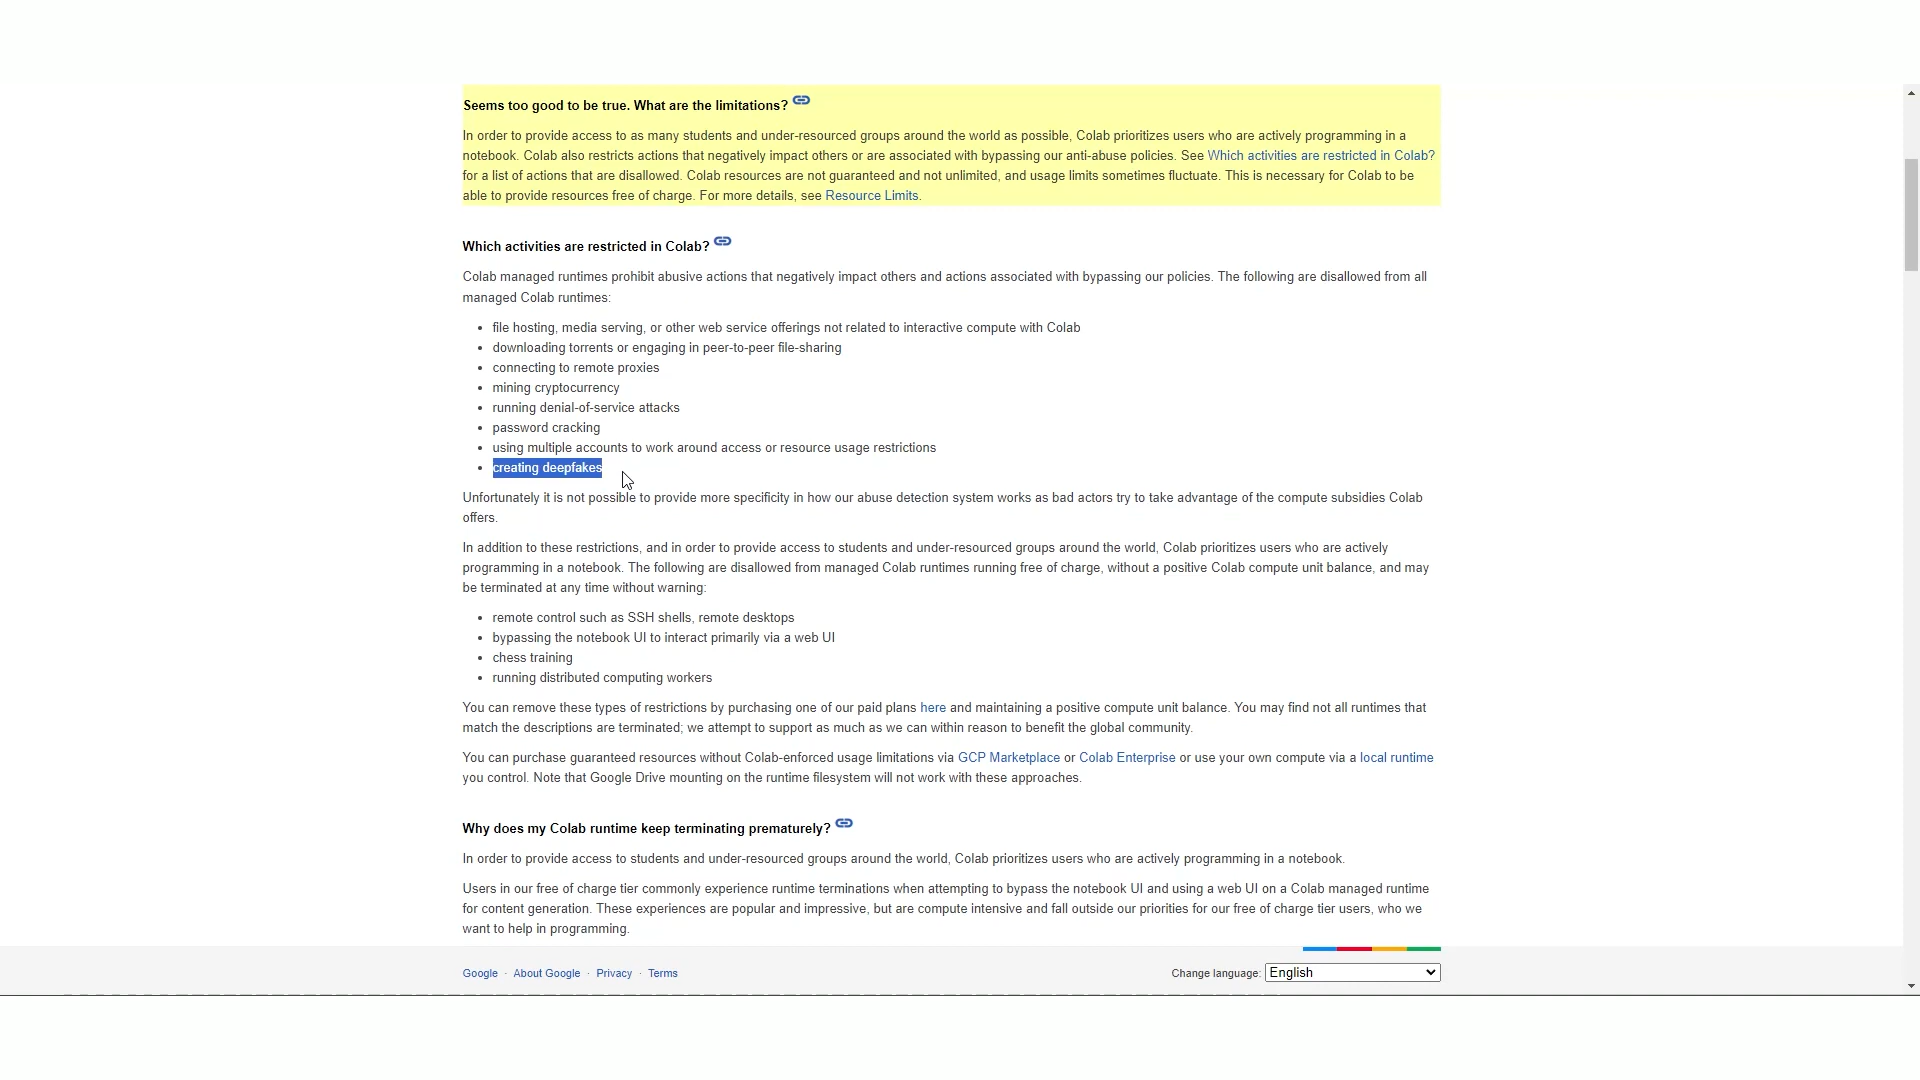 Seems too good to be true. What are the limitations?
In order to provide access to as many students and under-resourced groups around the world as possible, Colab prioritizes users who are actively programming in a
notebook. Colab also restricts actions that negatively impact others or are associated with bypassing our anti-abuse policies. See Which activities are restricted in Colab?
for a list of actions that are disallowed. Colab resources are not guaranteed and not unlimited, and usage limits sometimes fluctuate. This is necessary for Colab to be
able to provide resources free of charge. For more details, see Resource Limits.
Which activities are restricted in Colab?
Colab managed runtimes prohibit abusive actions that negatively impact others and actions associated with bypassing our policies. The following are disallowed from all
managed Colab runtimes:
• file hosting, media serving, or other web service offerings not related to interactive compute with Colab
• downloading torrents or engaging in peer-to-peer file-sharing
• connecting to remote proxies
• mining cryptocurrency
• running denial-of-service attacks
• password cracking
• using multiple accounts to work around access or resource usage restrictions
• creating deepfakes
Unfortunately it is not possible to provide more specificity in how our abuse detection system works as bad actors try to take advantage of the compute subsidies Colab
offers.
In addition to these restrictions, and in order to provide access to students and under-resourced groups around the world, Colab prioritizes users who are actively
programming in a notebook. The following are disallowed from managed Colab runtimes running free of charge, without a positive Colab compute unit balance, and may
be terminated at any time without warning:
• remote control such as SSH shells, remote desktops
• bypassing the notebook UI to interact primarily via a web UI
• chess training
• running distributed computing workers
You can remove these types of restrictions by purchasing one of our paid plans here and maintaining a positive compute unit balance. You may find not all runtimes that
match the descriptions are terminated; we attempt to support as much as we can within reason to benefit the global community.
You can purchase guaranteed resources without Colab-enforced usage limitations via GCP Marketplace or Colab Enterprise or use your own compute via a local runtime
you control. Note that Google Drive mounting on the runtime filesystem will not work with these approaches.
Why does my Colab runtime keep terminating prematurely?
In order to provide access to students and under-resourced groups around the world, Colab prioritizes users who are actively programming in a notebook.
Users in our free of charge tier commonly experience runtime terminations when attempting to bypass the notebook UI and using a web UI on a Colab managed runtime
for content generation. These experiences are popular and impressive, but are compute intensive and fall outside our priorities for our free of charge tier users, who we
want to help in programming.
Google · About Google · Privacy · Terms
Change language: English